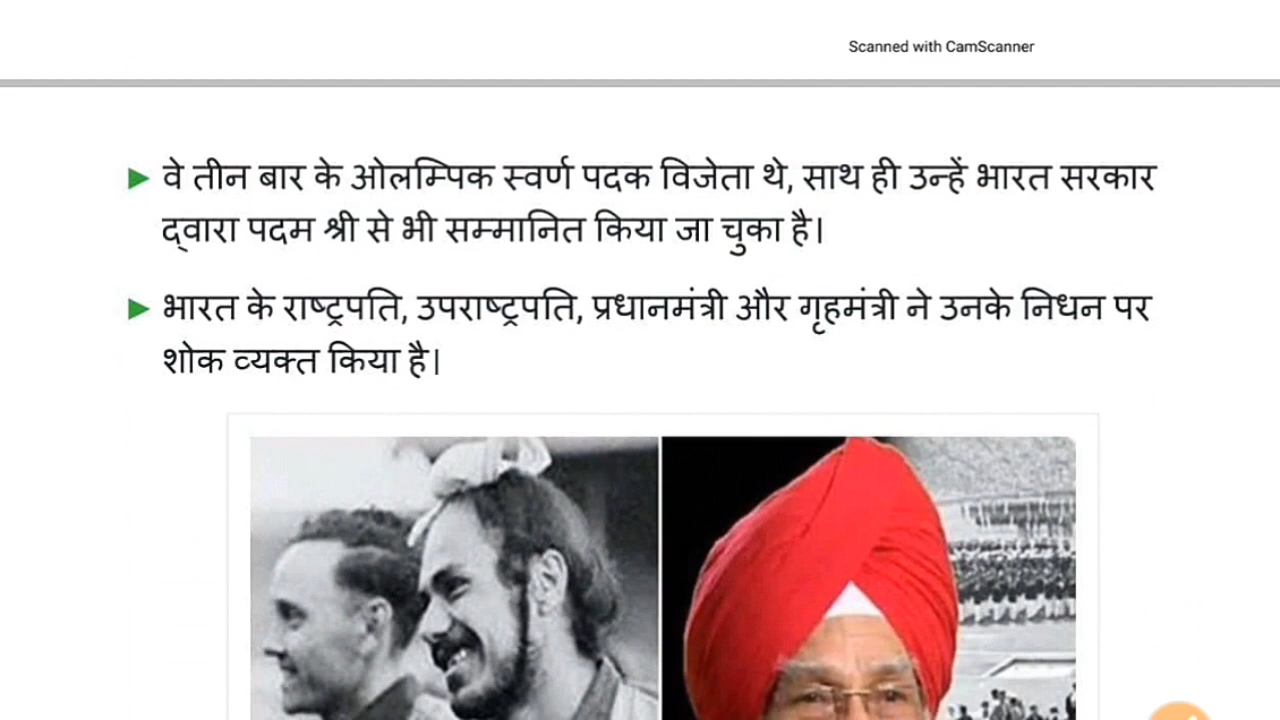 Scanned with CamScanner
▶ वे तीन बार के ओलम्पिक स्वर्ण पदक विजेता थे, साथ ही उन्हें भारत सरकार
द्वारा पदम श्री से भी सम्मानित किया जा चुका है।
▶ भारत के राष्ट्रपति, उपराष्ट्रपति, प्रधानमंत्री और गृहमंत्री ने उनके निधन पर
शोक व्यक्त किया है।